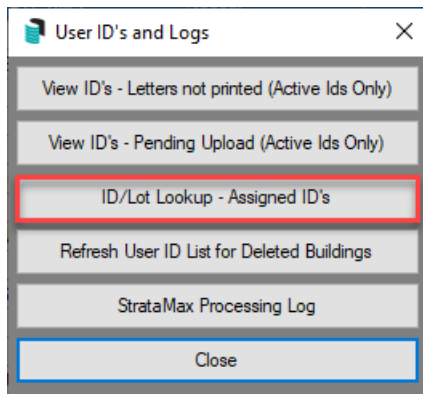 User ID's and Logs
View ID's - Letters not printed (Active Ids Only)
View ID's - Pending Upload (Active Ids Only)
ID/Lot Lookup - Assigned ID's
Refresh User ID List for Deleted Buildings
StrataMax Processing Log
Close